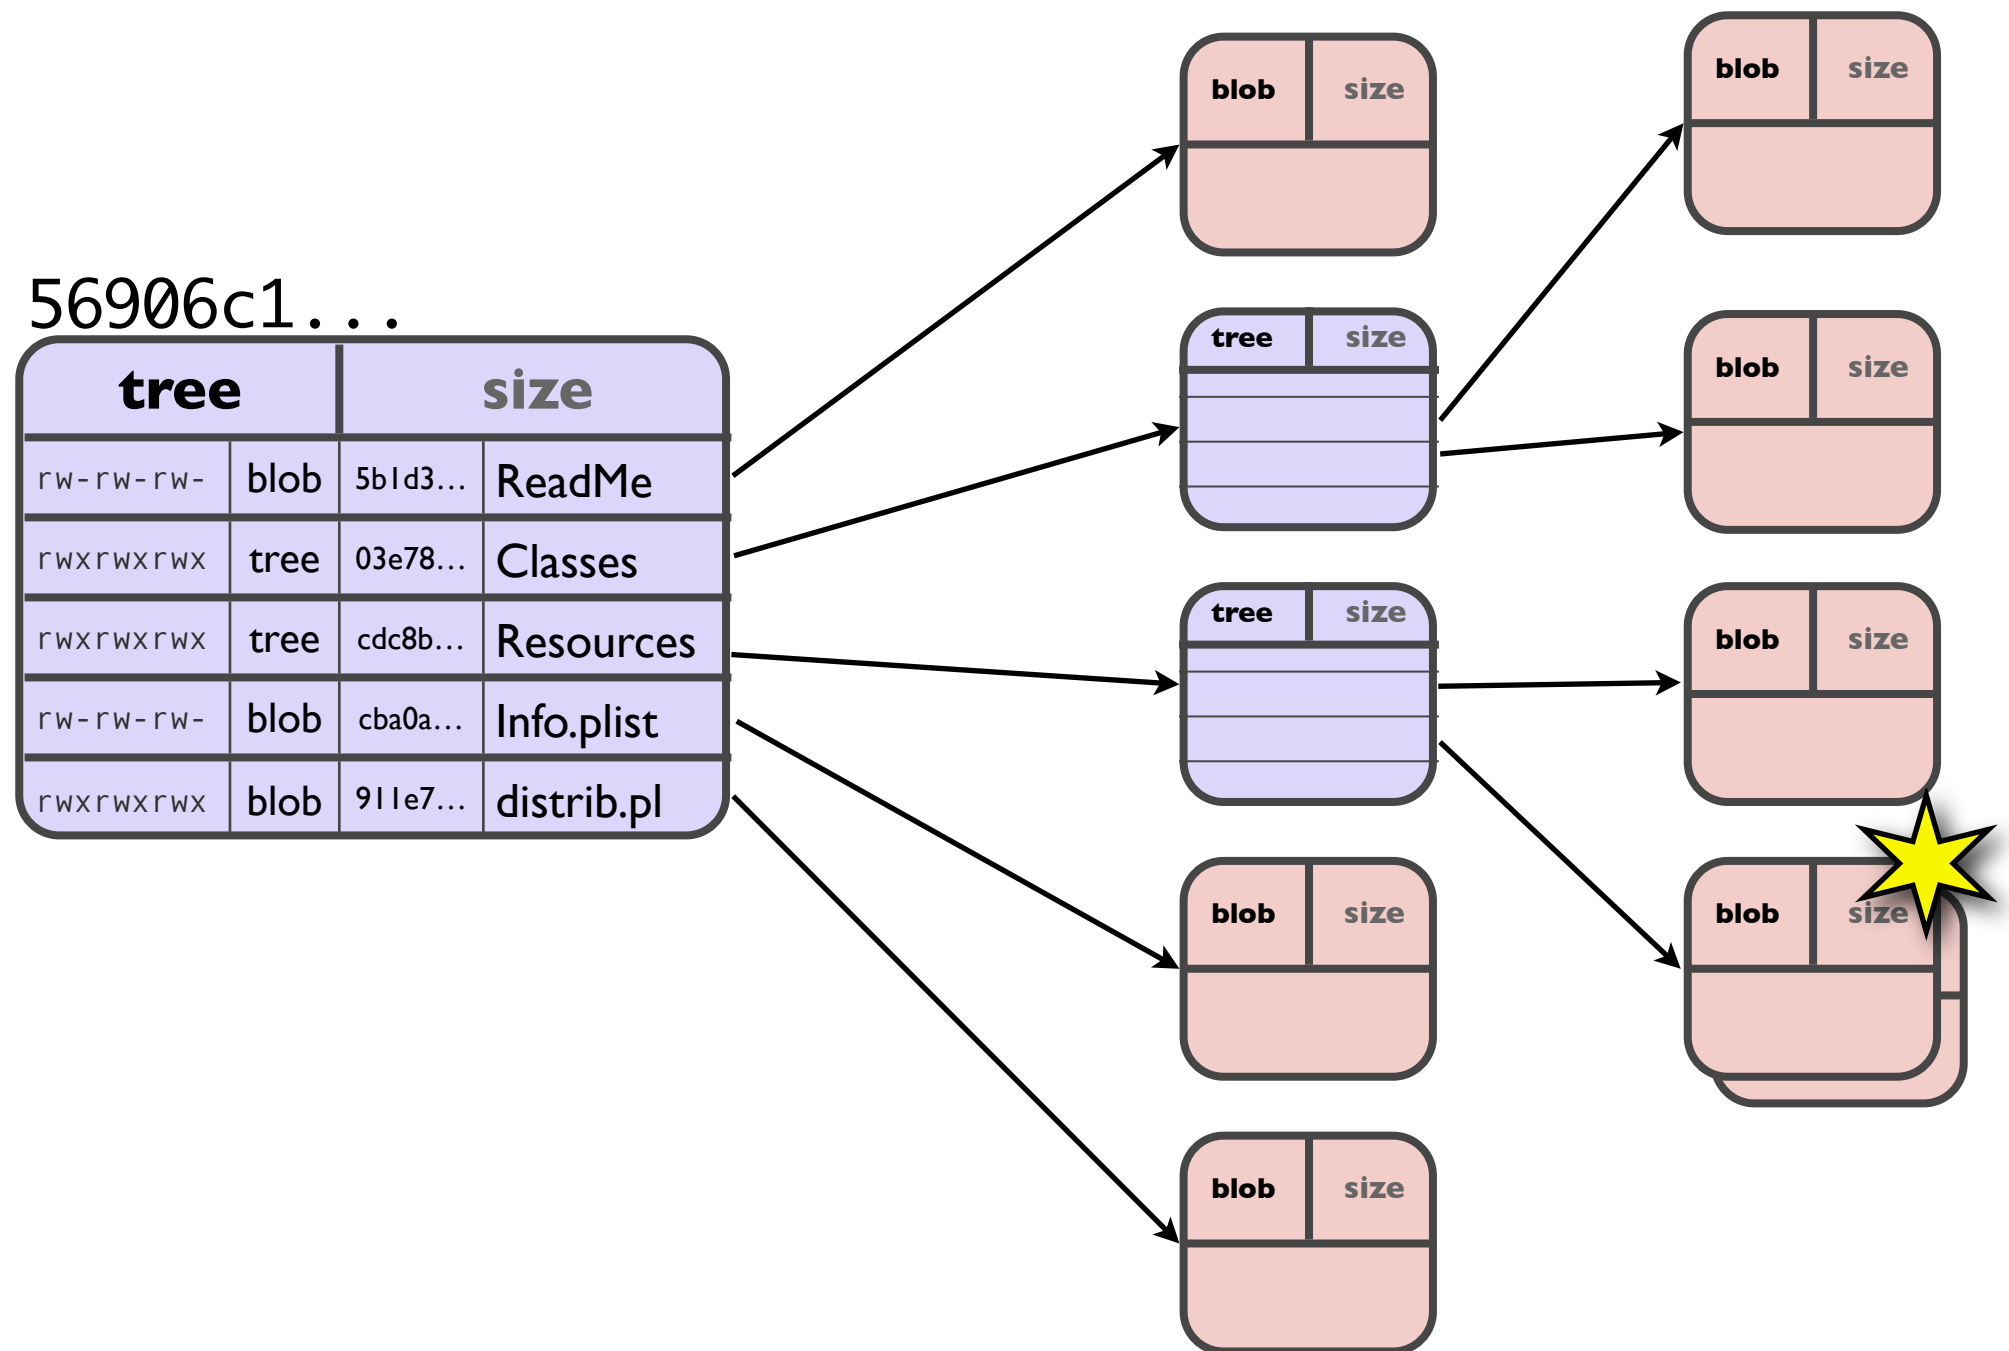 56906c1...
tree size
rw-rw-rw- blob 5b1d3... ReadMe
rwxrwxrwx tree 03e78... Classes
rwxrwxrwx tree cdc8b... Resources
rw-rw-rw- blob cba0a... Info.plist
rwxrwxrwx blob 911e7... distrib.pl
blob size
tree size
tree size
blob size
blob size
blob size
blob size
blob size
blob size